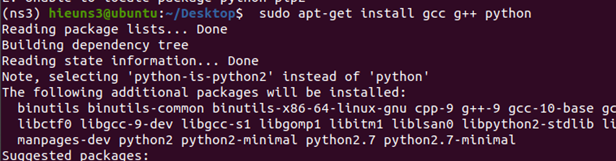 (ns3) hieuns3@ubuntu:~/Desktop$ sudo apt-get install gcc g++ python
Reading package lists... Done
Building dependency tree
Reading state information... Done
Note, selecting 'python-is-python2' instead of 'python'
The following additional packages will be installed:
binutils binutils-common binutils-x86-64-linux-gnu cpp-9 g++-9 gcc-10-base gc
libctf0 libgcc-9-dev libgcc-s1 libgomp1 libitm1 liblsan0 libpython2-stdlib li
manpages-dev python2 python2-minimal python2.7 python2.7-minimal
Suggested packages: